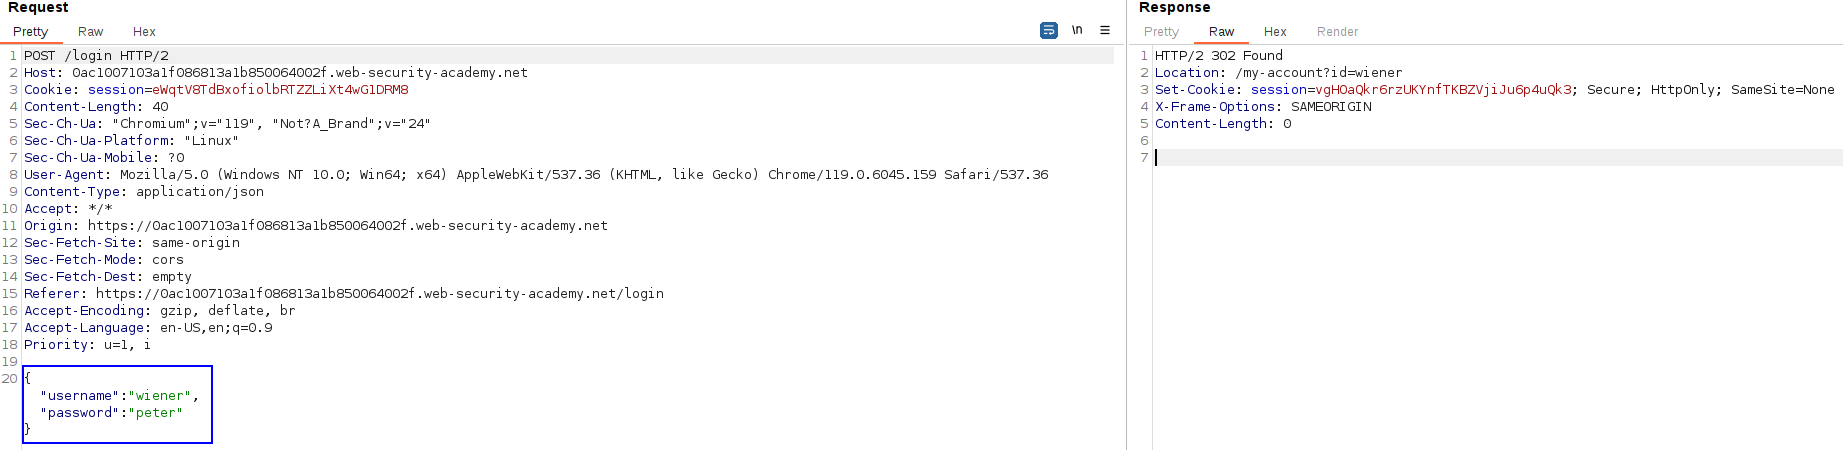 Request
Pretty Raw Hex \n
1 POST /login HTTP/2
2 Host: 0ac1007103a1f086813a1b850064002f.web-security-academy.net
3 Cookie: session=eWqtV8TdBxofiolbRTZZLiXt4wG1DRM8
4 Content-Length: 40
5 Sec-Ch-Ua: "Chromium";v="119", "Not?A_Brand";v="24"
6 Sec-Ch-Ua-Platform: "Linux"
7 Sec-Ch-Ua-Mobile: ?0
8 User-Agent: Mozilla/5.0 (Windows NT 10.0; Win64; x64) AppleWebKit/537.36 (KHTML, like Gecko) Chrome/119.0.6045.159 Safari/537.36
9 Content-Type: application/json
10 Accept: */*
11 Origin: https://0ac1007103a1f086813a1b850064002f.web-security-academy.net
12 Sec-Fetch-Site: same-origin
13 Sec-Fetch-Mode: cors
14 Sec-Fetch-Dest: empty
15 Referer: https://0ac1007103a1f086813a1b850064002f.web-security-academy.net/login
16 Accept-Encoding: gzip, deflate, br
17 Accept-Language: en-US,en;q=0.9
18 Priority: u=1, i
19
20 {
"username":"wiener",
"password":"peter"
}
Response
Pretty Raw Hex Render
1 HTTP/2 302 Found
2 Location: /my-account?id=wiener
3 Set-Cookie: session=vgHOaQkr6rzUKYnfTKBZVjiJu6p4uQk3; Secure; HttpOnly; SameSite=None
4 X-Frame-Options: SAMEORIGIN
5 Content-Length: 0
6
7